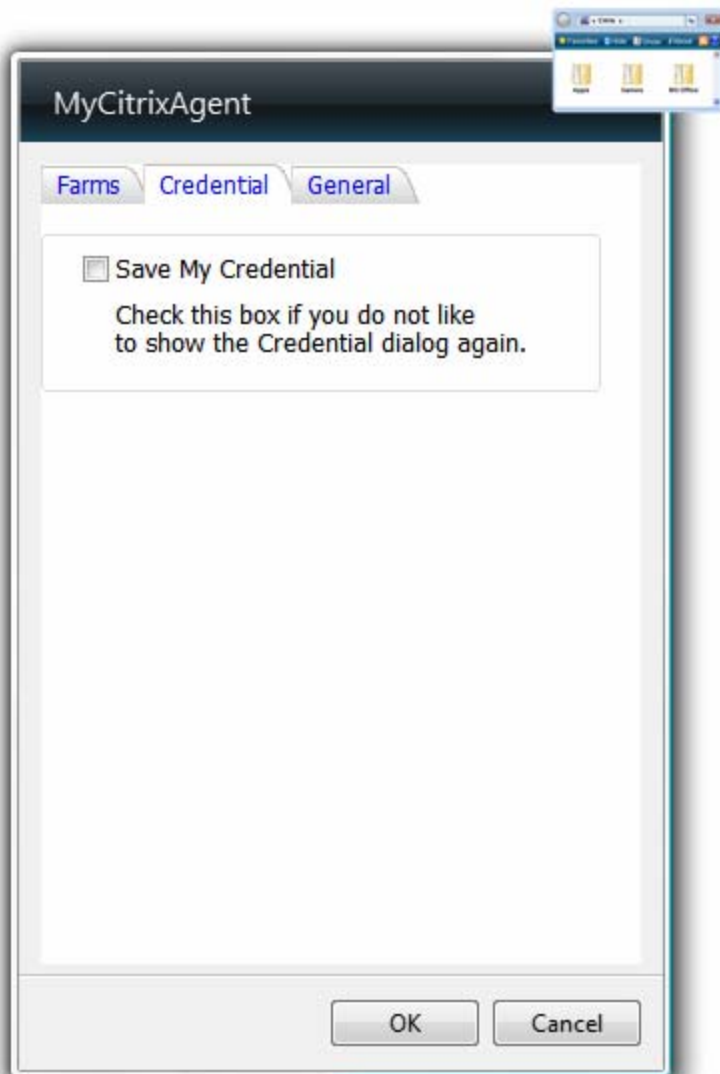 MyCitrixAgent
Farms Credential General
Save My Credential
Check this box if you do not like
to show the Credential dialog again.
OK Cancel